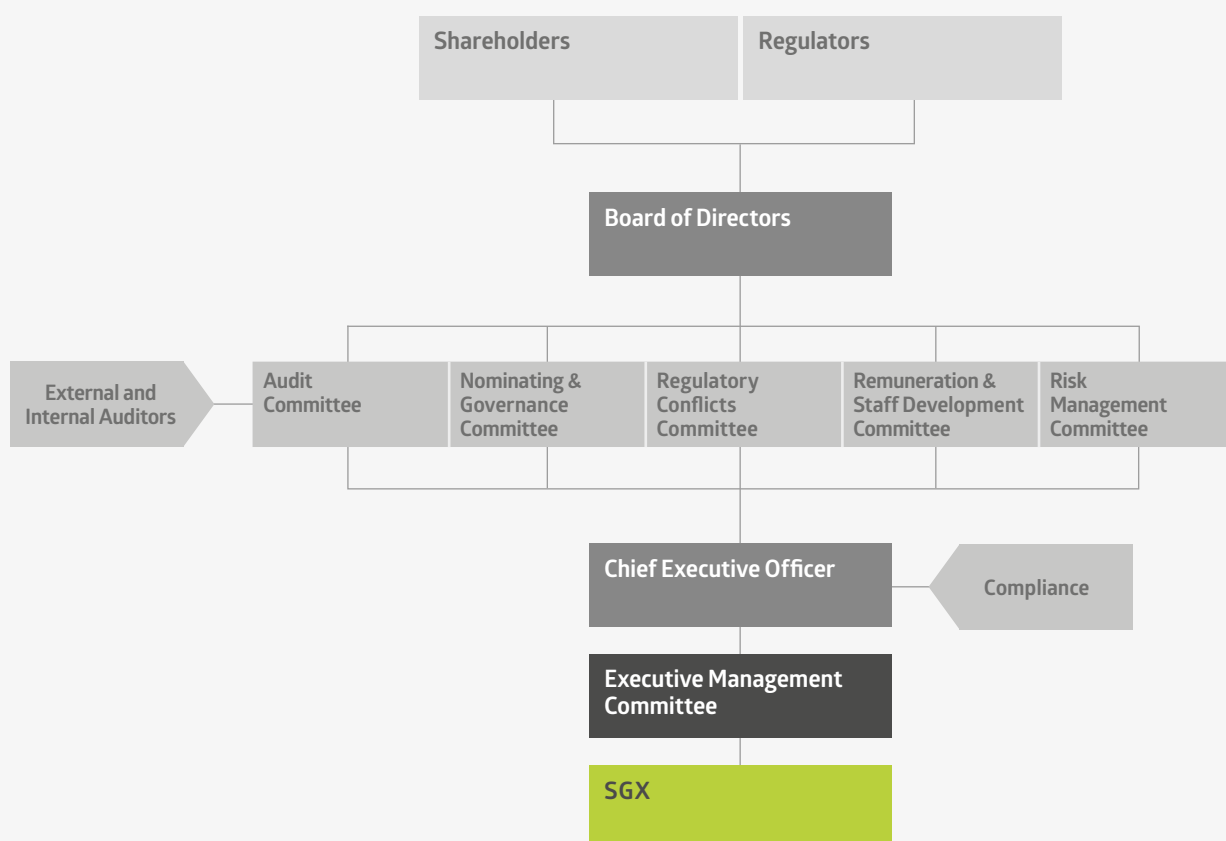 Shareholders
Regulators
Board of Directors
External and
Internal Auditors
Audit
Committee
Nominating &
Governance
Committee
Regulatory
Conflicts
Committee
Remuneration &
Staff Development
Committee
Risk
Management
Committee
Chief Executive Officer
Compliance
Executive Management
Committee
SGX